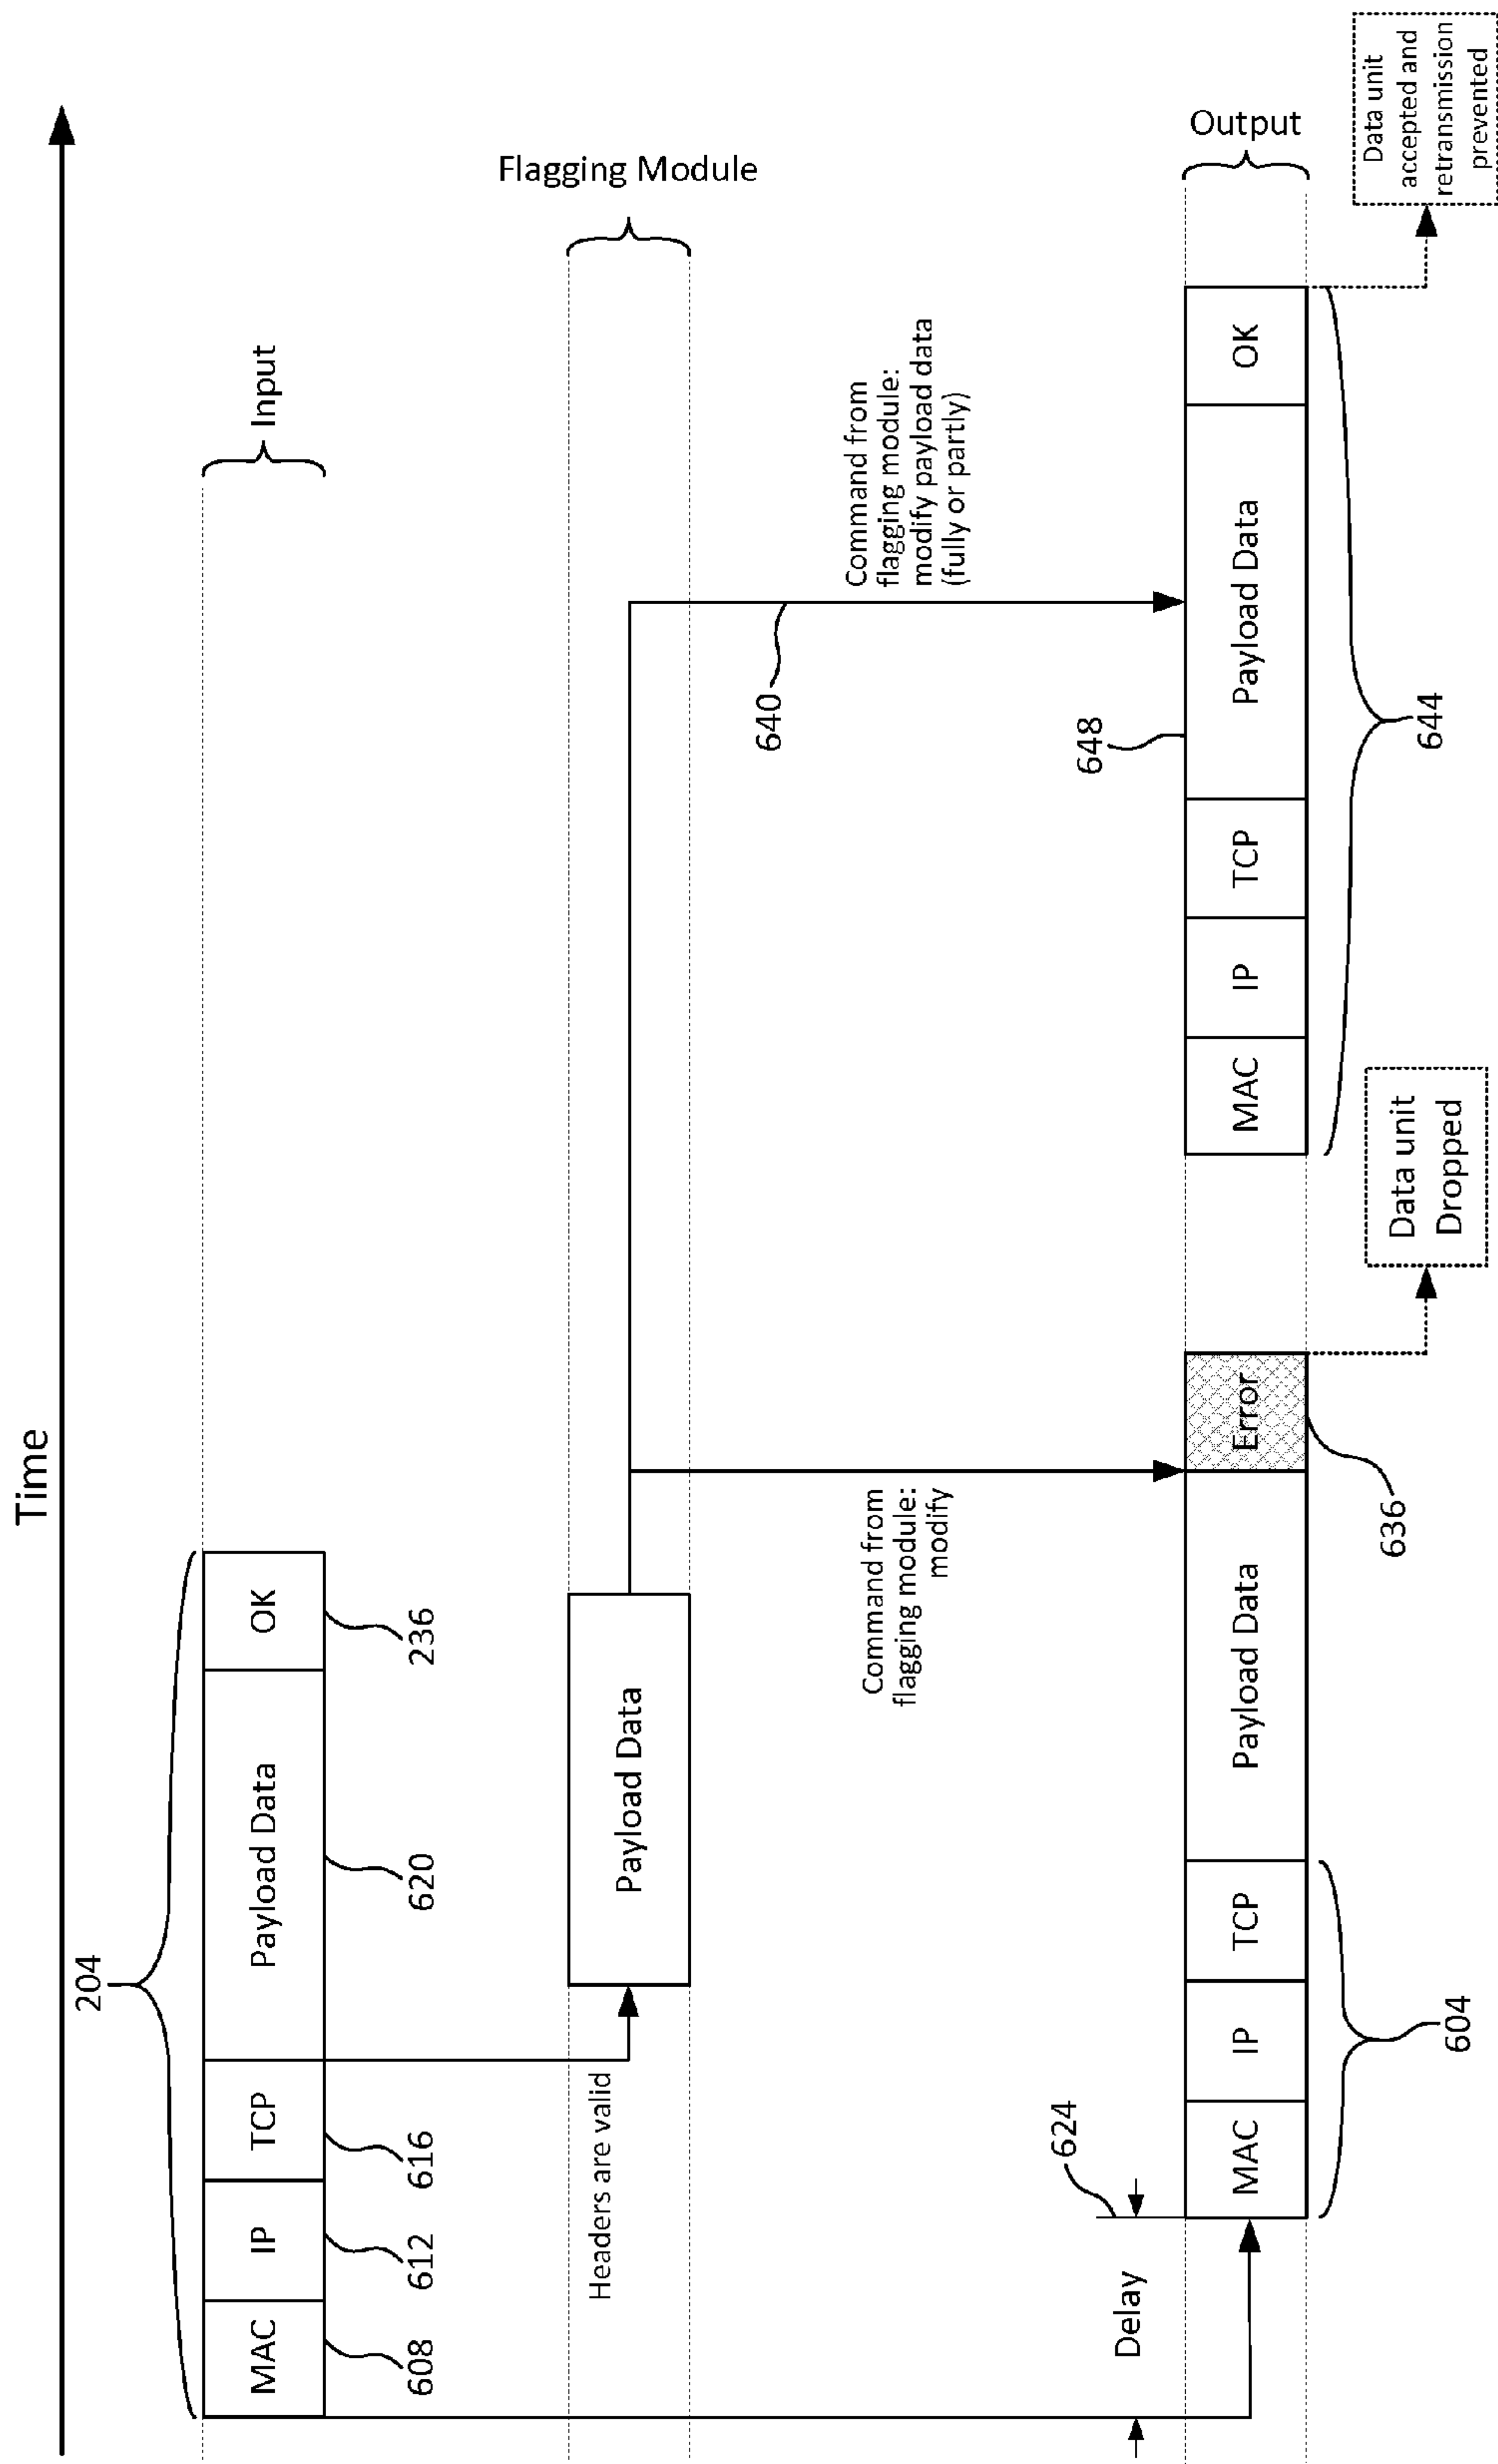 Time
204
Input
MAC
IP
TCP
Payload Data
OK
608
612
616
620
236
Flagging Module
Headers are valid
Payload Data
Command from
flagging module:
modify
Command from
flagging module:
modify payload data
(fully or partly)
640
Delay
624
648
Output
MAC
IP
TCP
Payload Data
Error
MAC
IP
TCP
Payload Data
OK
604
636
644
Data unit
Dropped
Data unit
accepted and
retransmission
prevented